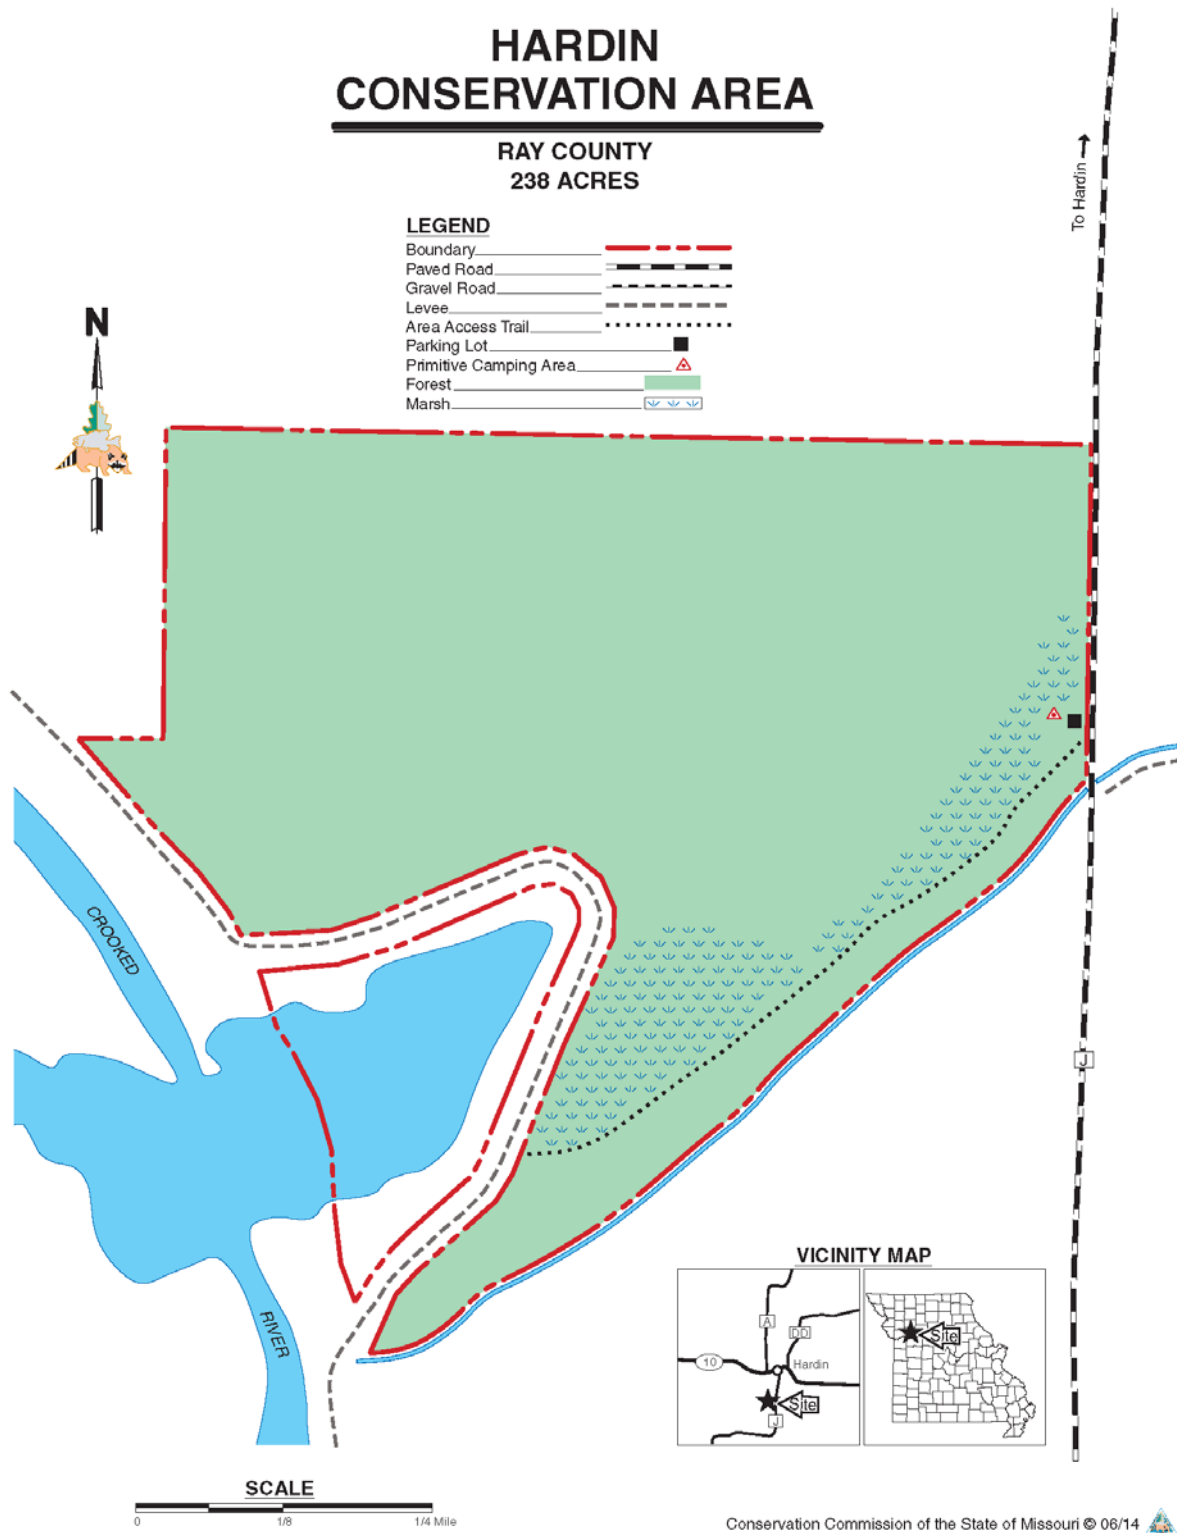 HARDIN
CONSERVATION AREA
RAY COUNTY
238 ACRES
To Hardin
LEGEND
Boundary
Paved Road
Gravel Road
Levee
Area Access Trail
Parking Lot
Primitive Camping Area
Forest
Marsh
N
CROOKED
J
RIVER
VICINITY MAP
A
DD
10
Hardin
Site
J
Site
SCALE
0 1/8 1/4 Mile
Conservation Commission of the State of Missouri © 06/14